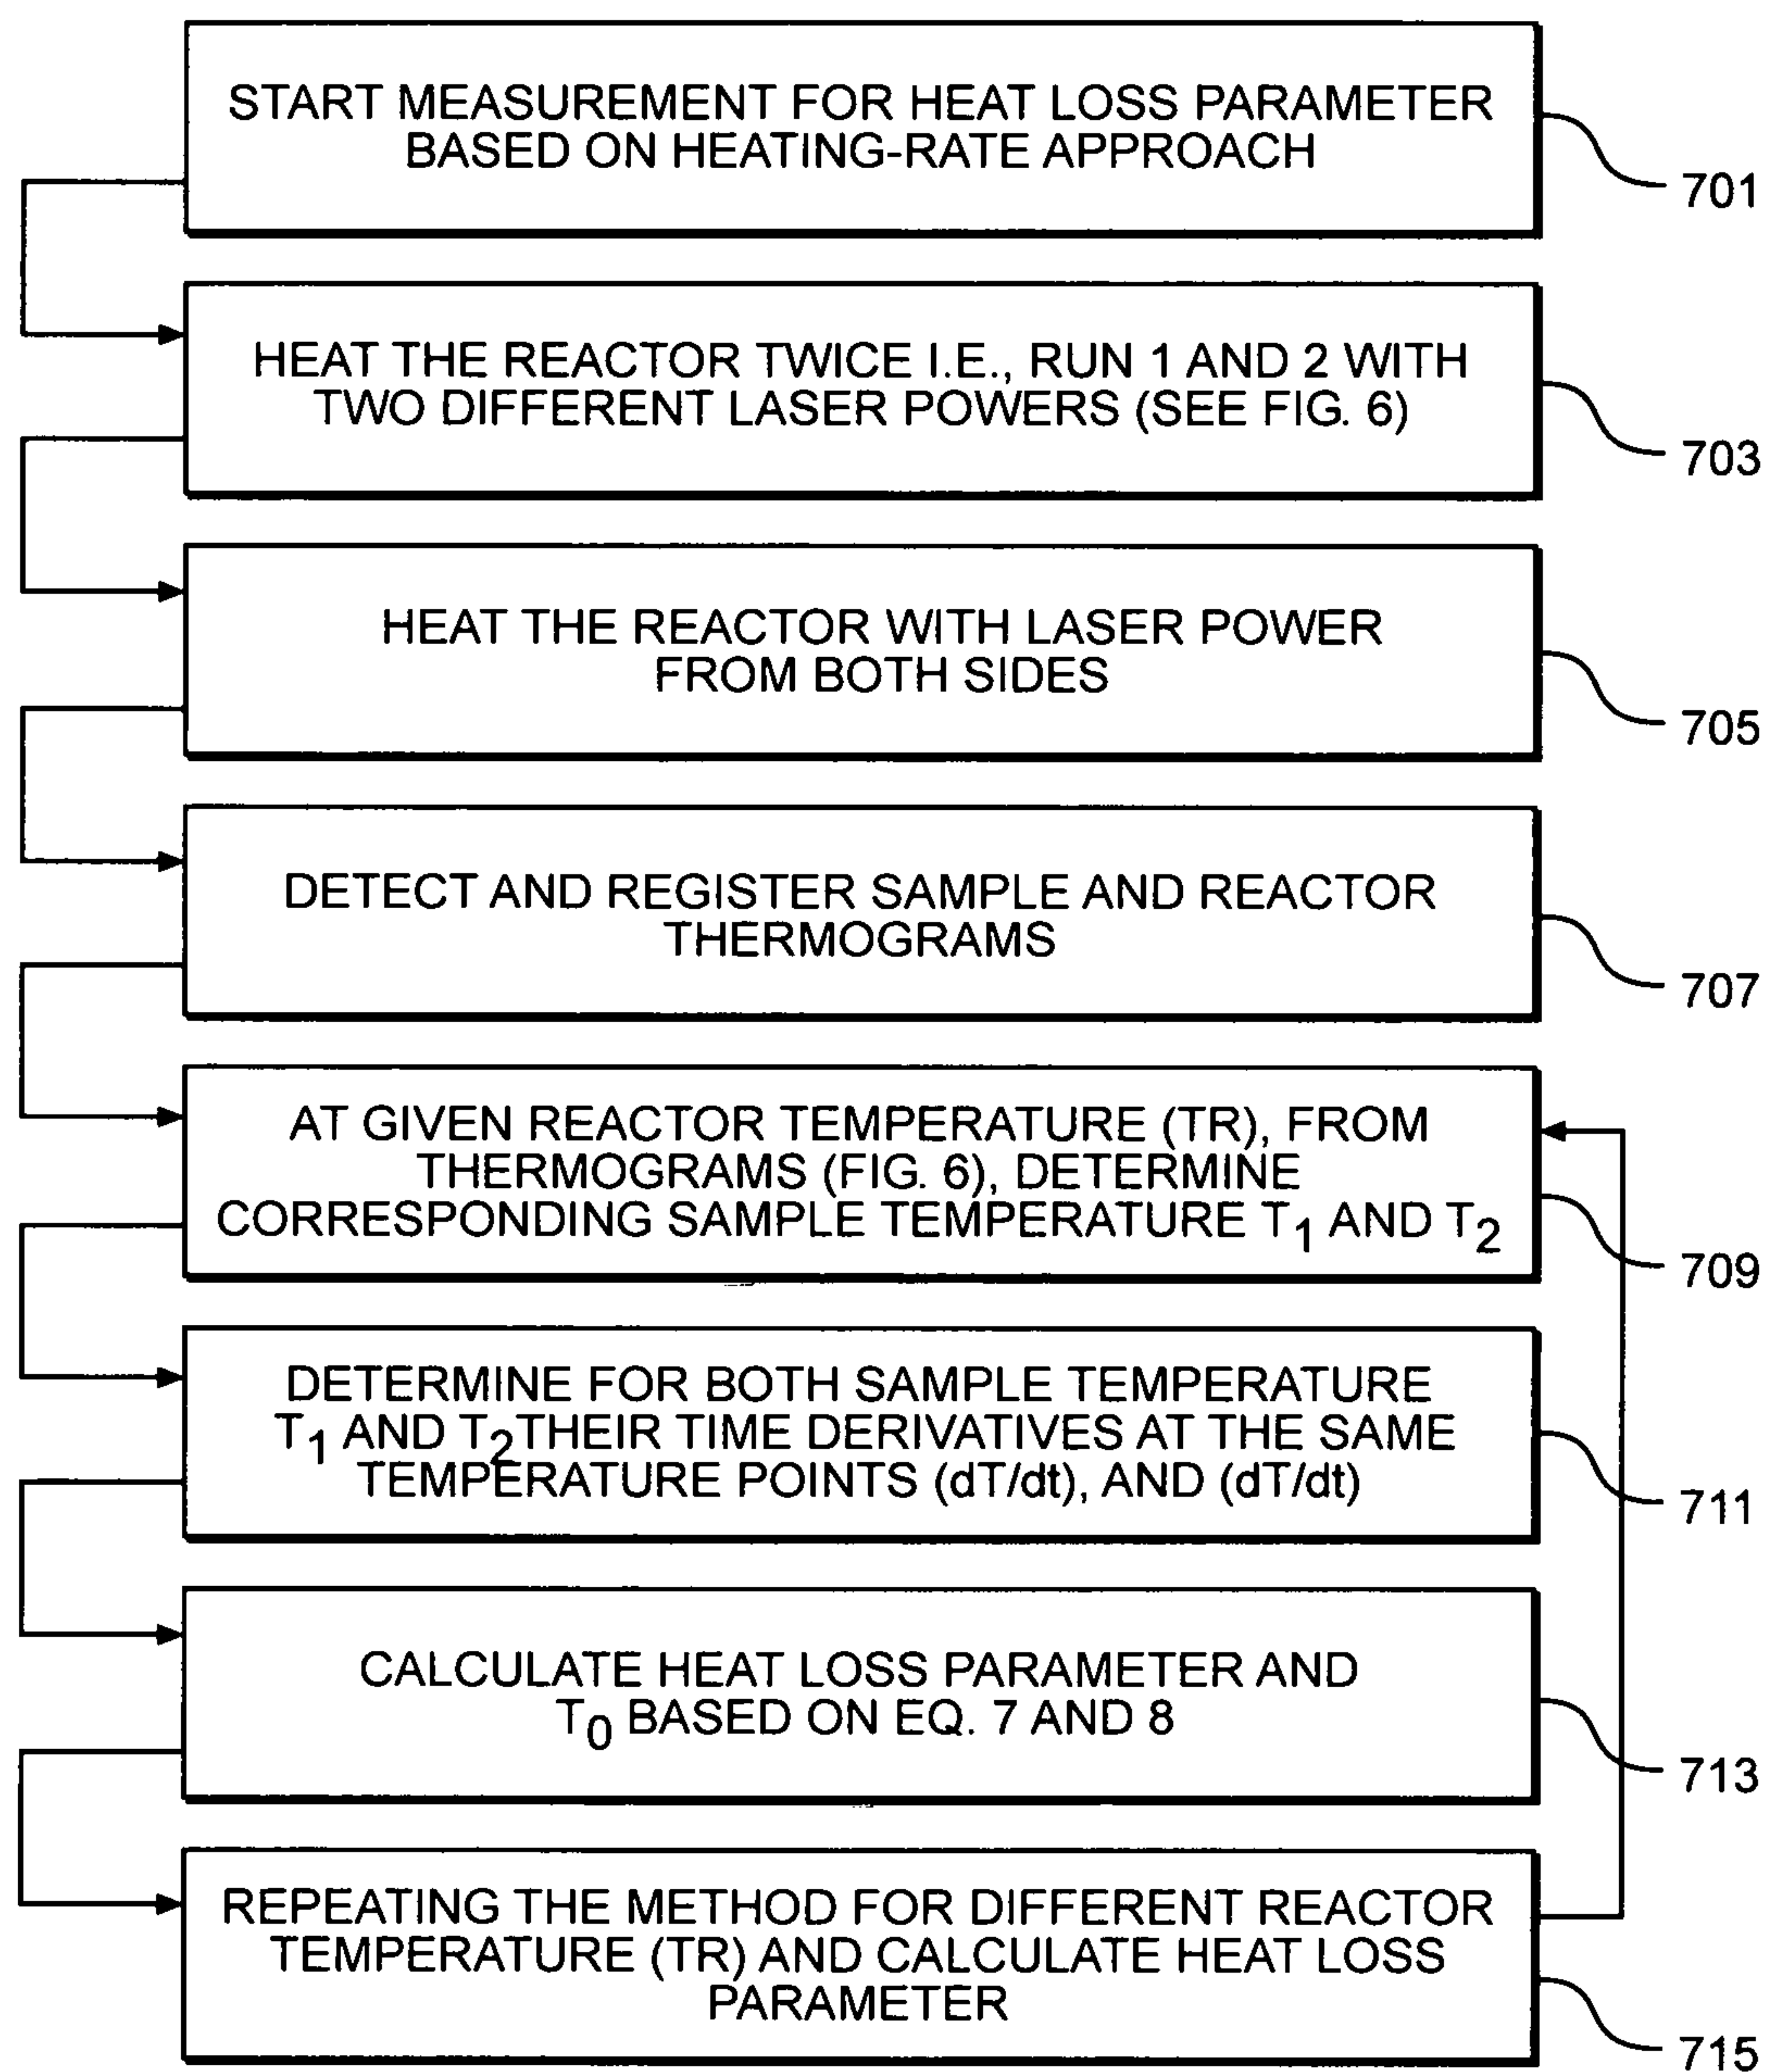 START MEASUREMENT FOR HEAT LOSS PARAMETER
BASED ON HEATING-RATE APPROACH
701
HEAT THE REACTOR TWICE I.E., RUN 1 AND 2 WITH
TWO DIFFERENT LASER POWERS (SEE FIG. 6)
703
HEAT THE REACTOR WITH LASER POWER
FROM BOTH SIDES
705
DETECT AND REGISTER SAMPLE AND REACTOR
THERMOGRAMS
707
AT GIVEN REACTOR TEMPERATURE (TR), FROM
THERMOGRAMS (FIG. 6), DETERMINE
CORRESPONDING SAMPLE TEMPERATURE T1 AND T2
709
DETERMINE FOR BOTH SAMPLE TEMPERATURE
T1 AND T2 THEIR TIME DERIVATIVES AT THE SAME
TEMPERATURE POINTS (dT/dt), AND (dT/dt)
711
CALCULATE HEAT LOSS PARAMETER AND
T0 BASED ON EQ. 7 AND 8
713
REPEATING THE METHOD FOR DIFFERENT REACTOR
TEMPERATURE (TR) AND CALCULATE HEAT LOSS
PARAMETER
715